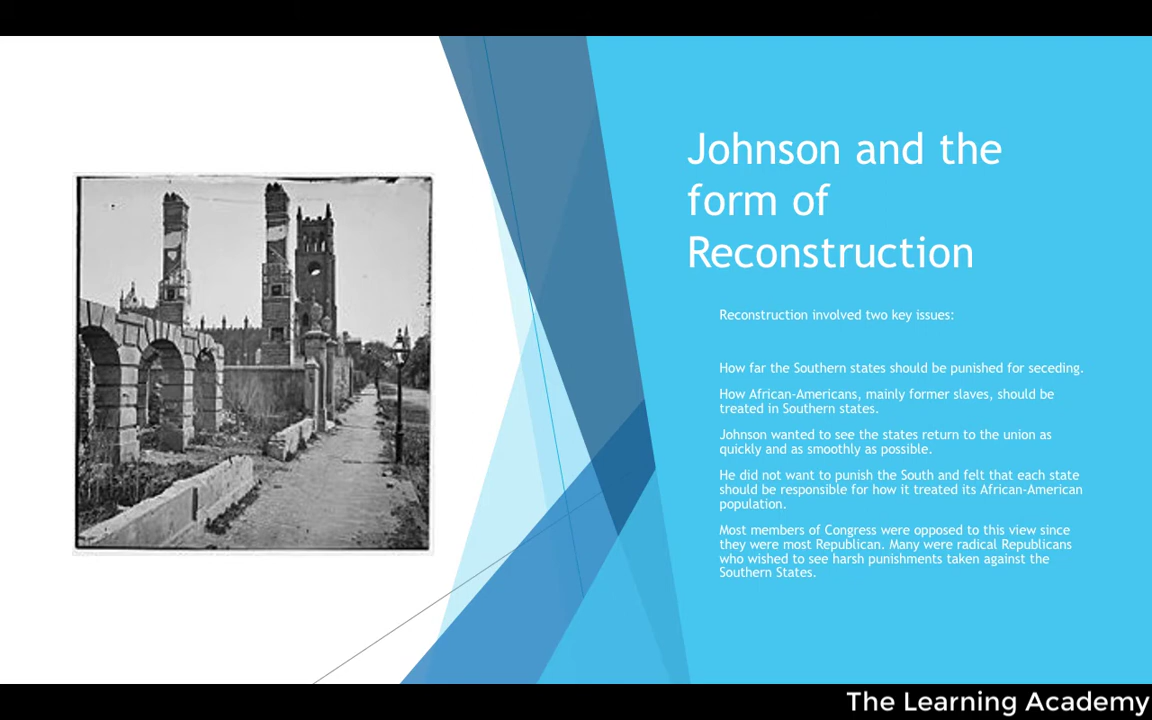 Johnson and the
form of
Reconstruction
Reconstruction involved two key issues:
How far the Southern states should be punished for seceding.
How African-Americans, mainly former slaves, should be
treated in Southern states.
Johnson wanted to see the states return to the union as
quickly and as smoothly as possible.
He did not want to punish the South and felt that each state
should be responsible for how it treated its African-American
population.
Most members of Congress were opposed to this view since
they were most Republican. Many were radical Republicans
who wished to see harsh punishments taken against the
Southern States.
The Learning Academy